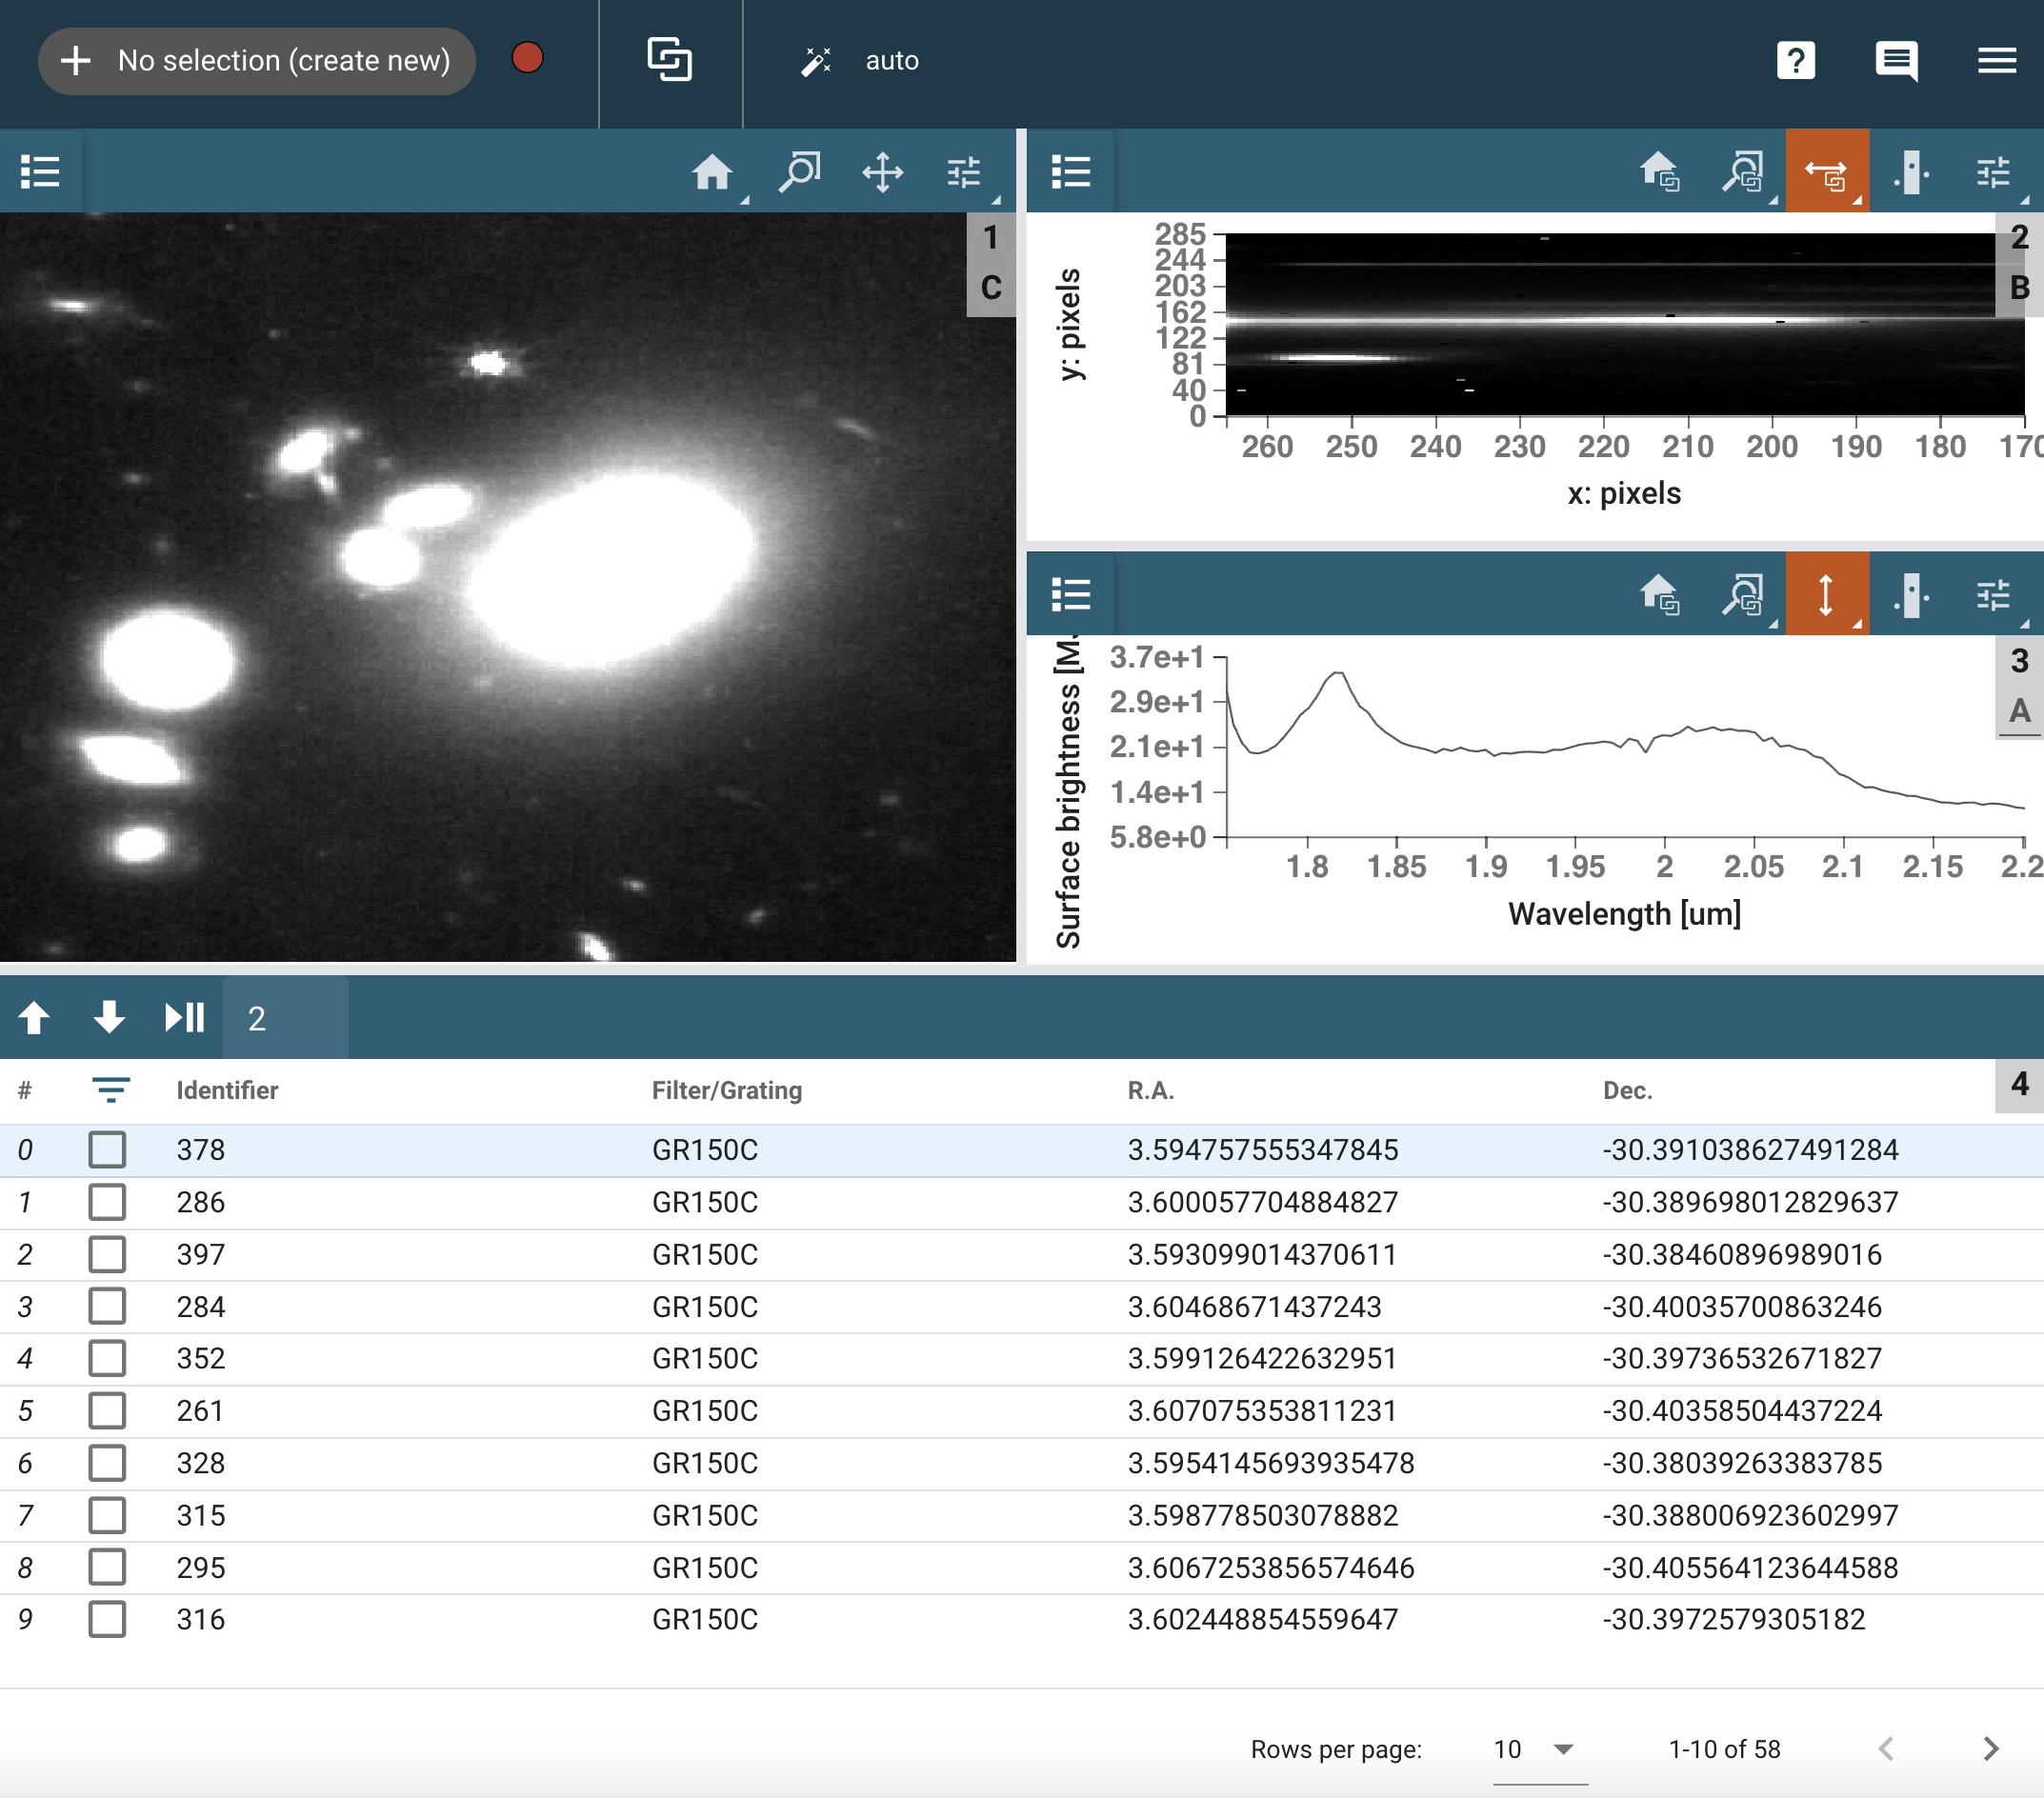 No selection (create new)
auto
1
C
2
B
285
244
203
162
122
81
40
0
y: pixels
260 250 240 230 220 210 200 190 180 170
x: pixels
3
A
3.7e+1
2.9e+1
2.1e+1
1.4e+1
5.8e+0
Surface brightness [M
1.8 1.85 1.9 1.95 2 2.05 2.1 2.15 2.2
Wavelength [um]
2
# Identifier Filter/Grating R.A. Dec.
4
0 378 GR150C 3.594757555347845 -30.391038627491284
1 286 GR150C 3.600057704884827 -30.389698012829637
2 397 GR150C 3.593099014370611 -30.38460896989016
3 284 GR150C 3.60468671437243 -30.40035700863246
4 352 GR150C 3.599126422632951 -30.39736532671827
5 261 GR150C 3.607075353811231 -30.40358504437224
6 328 GR150C 3.5954145693935478 -30.38039263383785
7 315 GR150C 3.598778503078882 -30.388006923602997
8 295 GR150C 3.6067253856574646 -30.405564123644588
9 316 GR150C 3.602448854559647 -30.3972579305182
Rows per page: 10 1-10 of 58